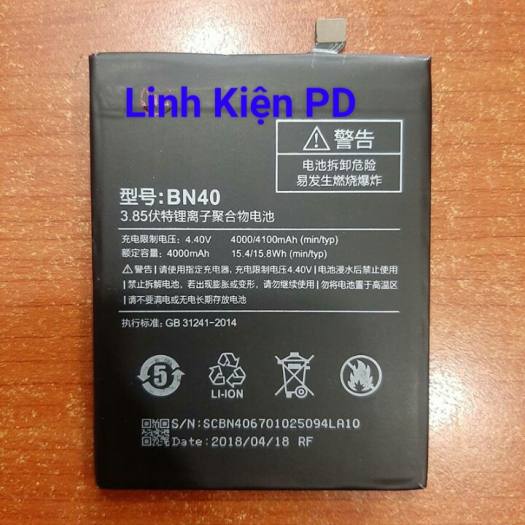 Linh Kiện PD
警告
电池拆卸危险
易发生燃烧爆炸
型号:BN40
3.85伏特锂离子聚合物电池
充电限制电压: 4.40V 4000/4100mAh (min/typ)
额定容量: 4000mAh 15.4/15.8Wh (min/typ)
警告|请使用指定充电器, 充电限制电压4.40V|电池浸水后禁止使用
|禁止拆解电池, 若出现膨胀或变形, 请勿继续使用|勿将电池置于高温区
|请不要满电或无电长期存放电池
执行标准: GB 31241-2014
5
LI-ION
S/N:SCBN406701025094LA10
Date:2018/04/18 RF